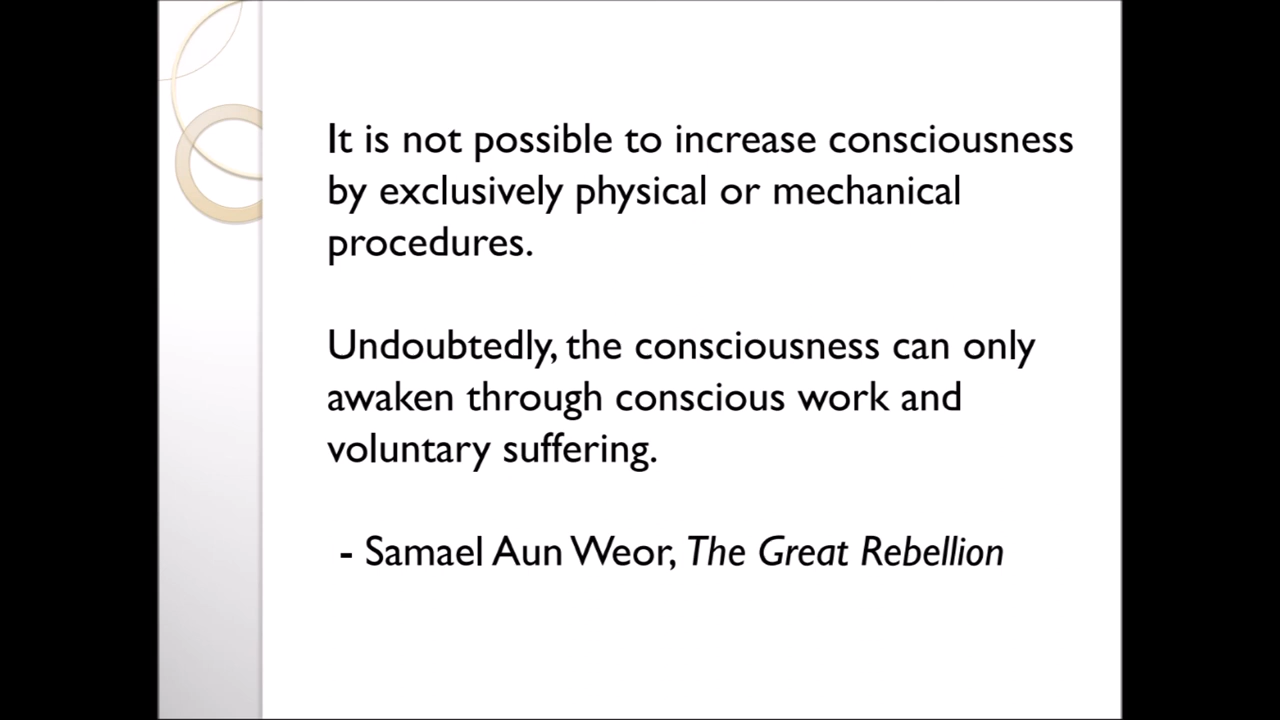 It is not possible to increase consciousness
by exclusively physical or mechanical
procedures.
Undoubtedly, the consciousness can only
awaken through conscious work and
voluntary suffering.
- Samael Aun Weor, The Great Rebellion